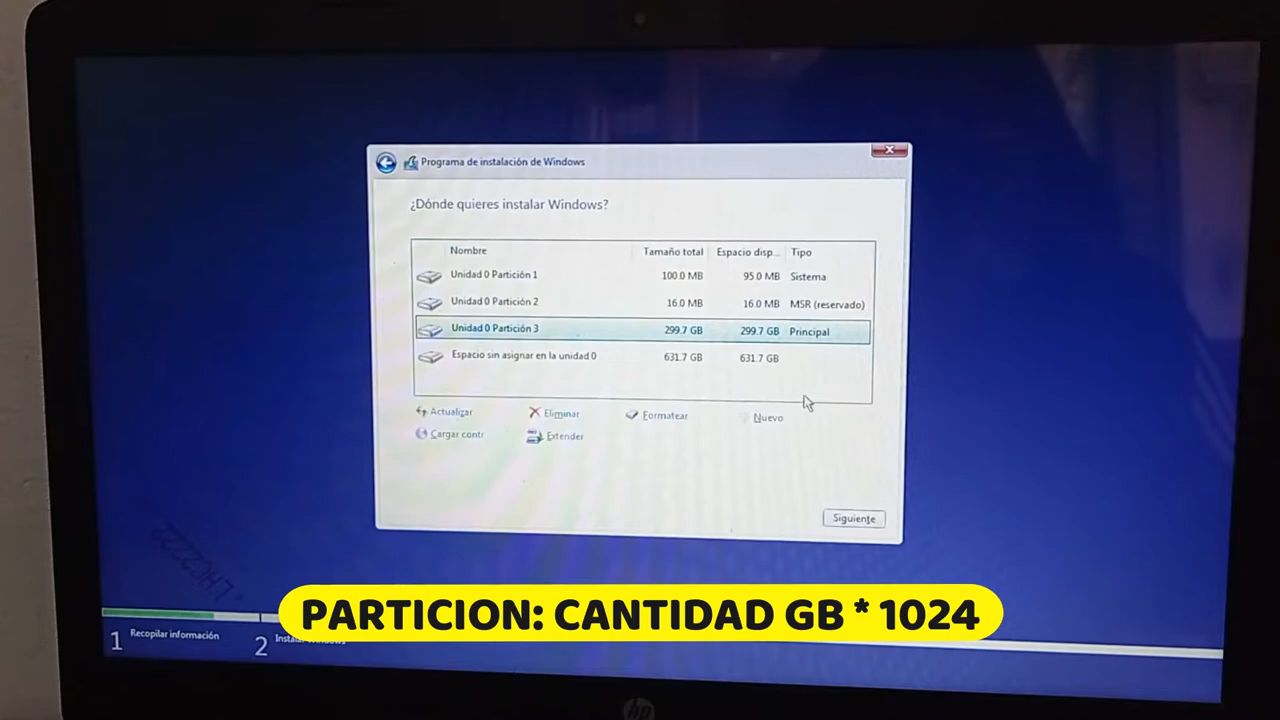 Programa de instalación de Windows
¿Dónde quieres instalar Windows?
Nombre Tamaño total Espacio disp... Tipo
Unidad 0 Partición 1 100.0 MB 95.0 MB Sistema
Unidad 0 Partición 2 16.0 MB 16.0 MB MSR (reservado)
Unidad 0 Partición 3 299.7 GB 299.7 GB Principal
Espacio sin asignar en la unidad 0 631.7 GB 631.7 GB
Actualizar Eliminar Formatear Nuevo
Cargar contr Extender
Siguiente
LHC222
PARTICION: CANTIDAD GB * 1024
1 Recopilar información 2
hp